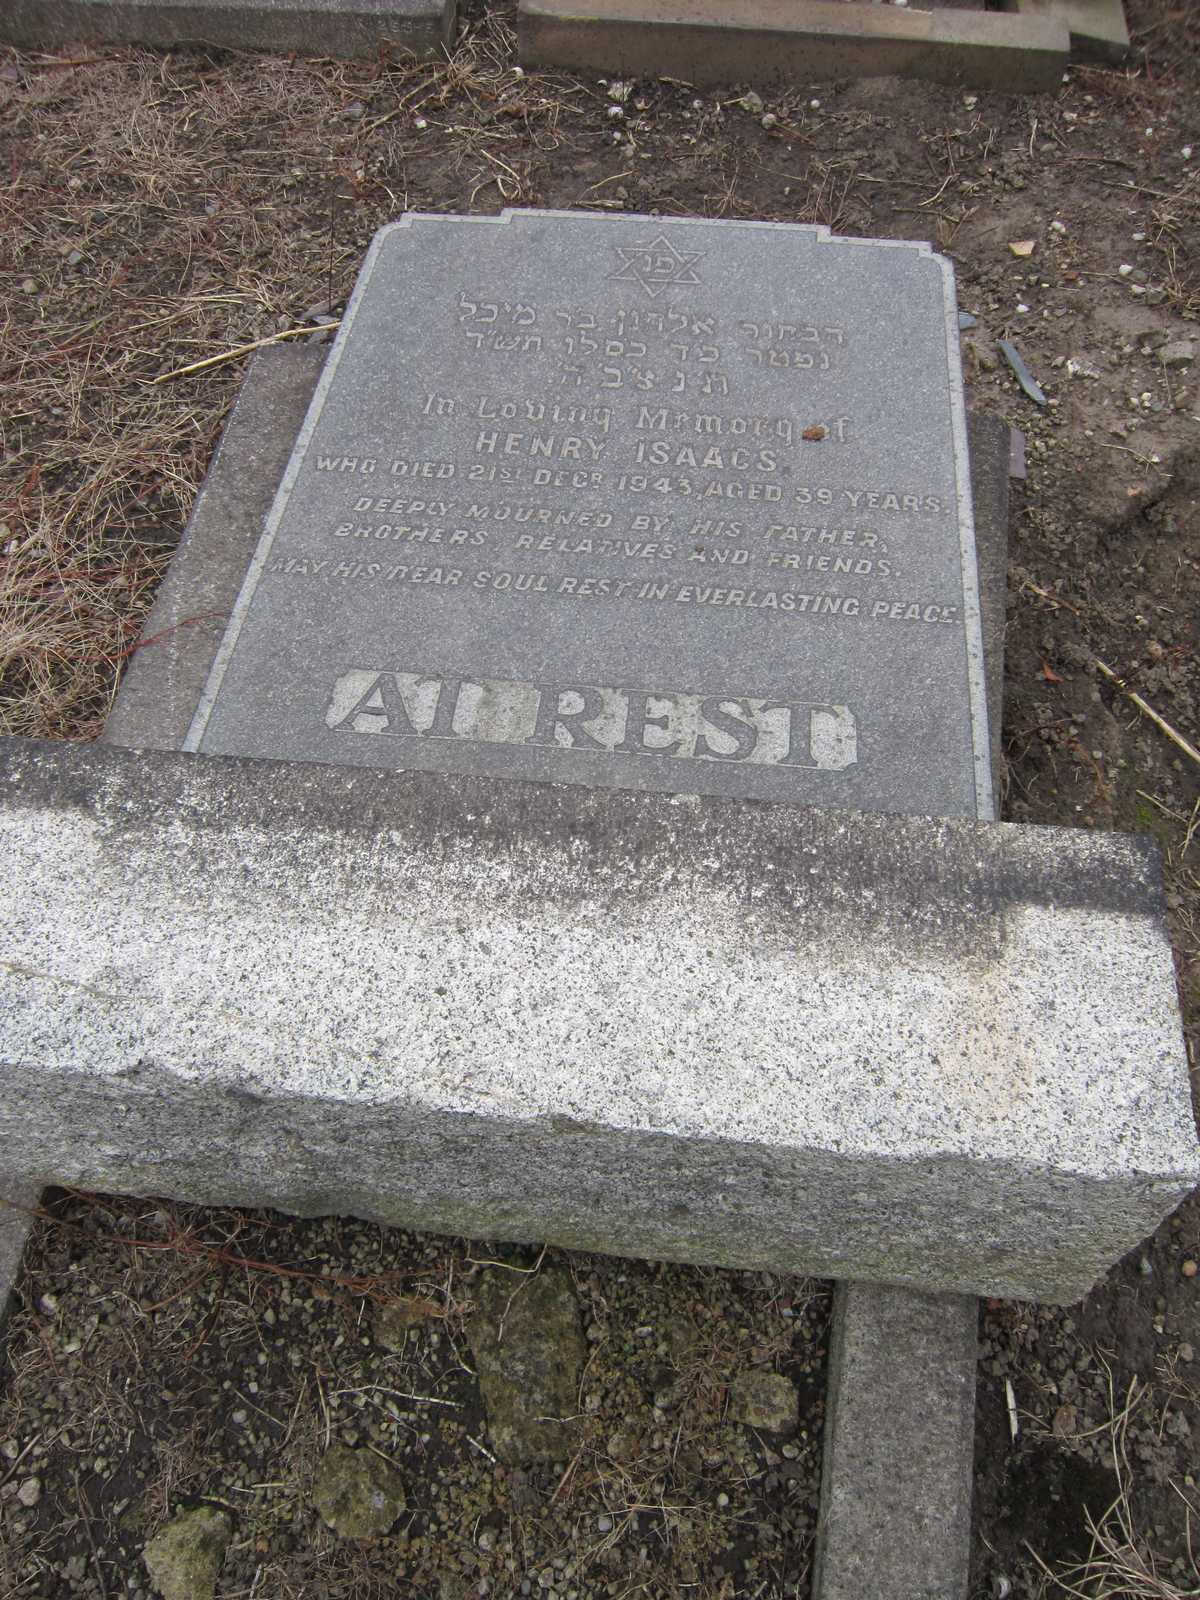 פנ
הבחור אלחנן בר מיכל
נפטר כד כסלו תש״ד
ת נ צ ב ה
In Loving Memory of
HENRY ISAACS.
WHO DIED 21ST DECR. 1943, AGED 39 YEARS.
DEEPLY MOURNED BY HIS FATHER,
BROTHERS, RELATIVES AND FRIENDS.
MAY HIS DEAR SOUL REST IN EVERLASTING PEACE.
AT REST